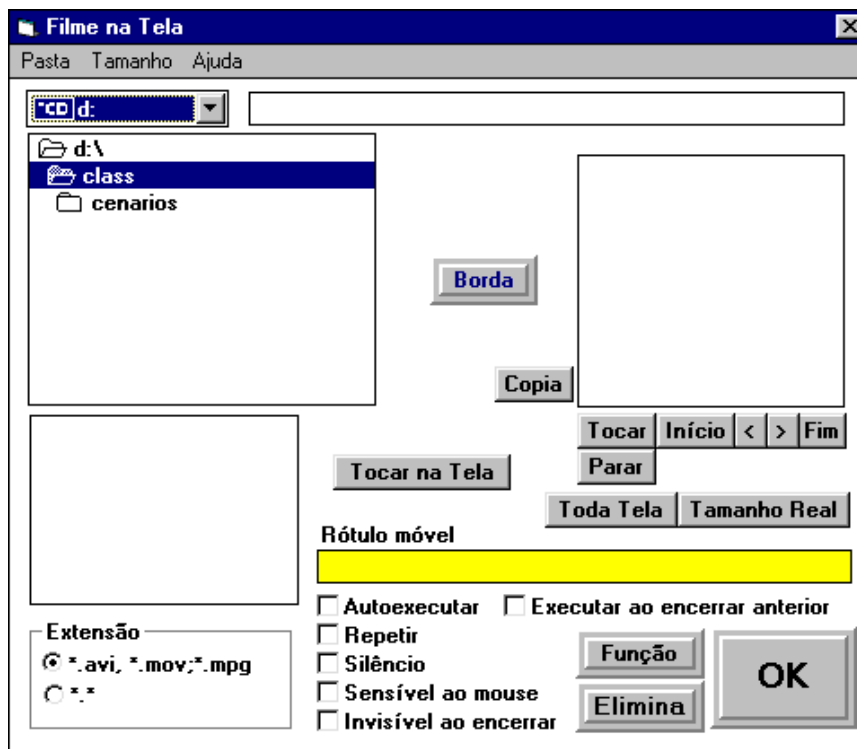 Filme na Tela
Pasta Tamanho Ajuda
CD d:
d:\
class
cenarios
Borda
Copia
Tocar Início < > Fim
Parar
Tocar na Tela
Toda Tela Tamanho Real
Rótulo móvel
Autoexecutar Executar ao encerrar anterior
Repetir
Silêncio
Sensível ao mouse
Invisível ao encerrar
Extensão
*.avi, *.mov;*.mpg
*.*
Função
Elimina
OK